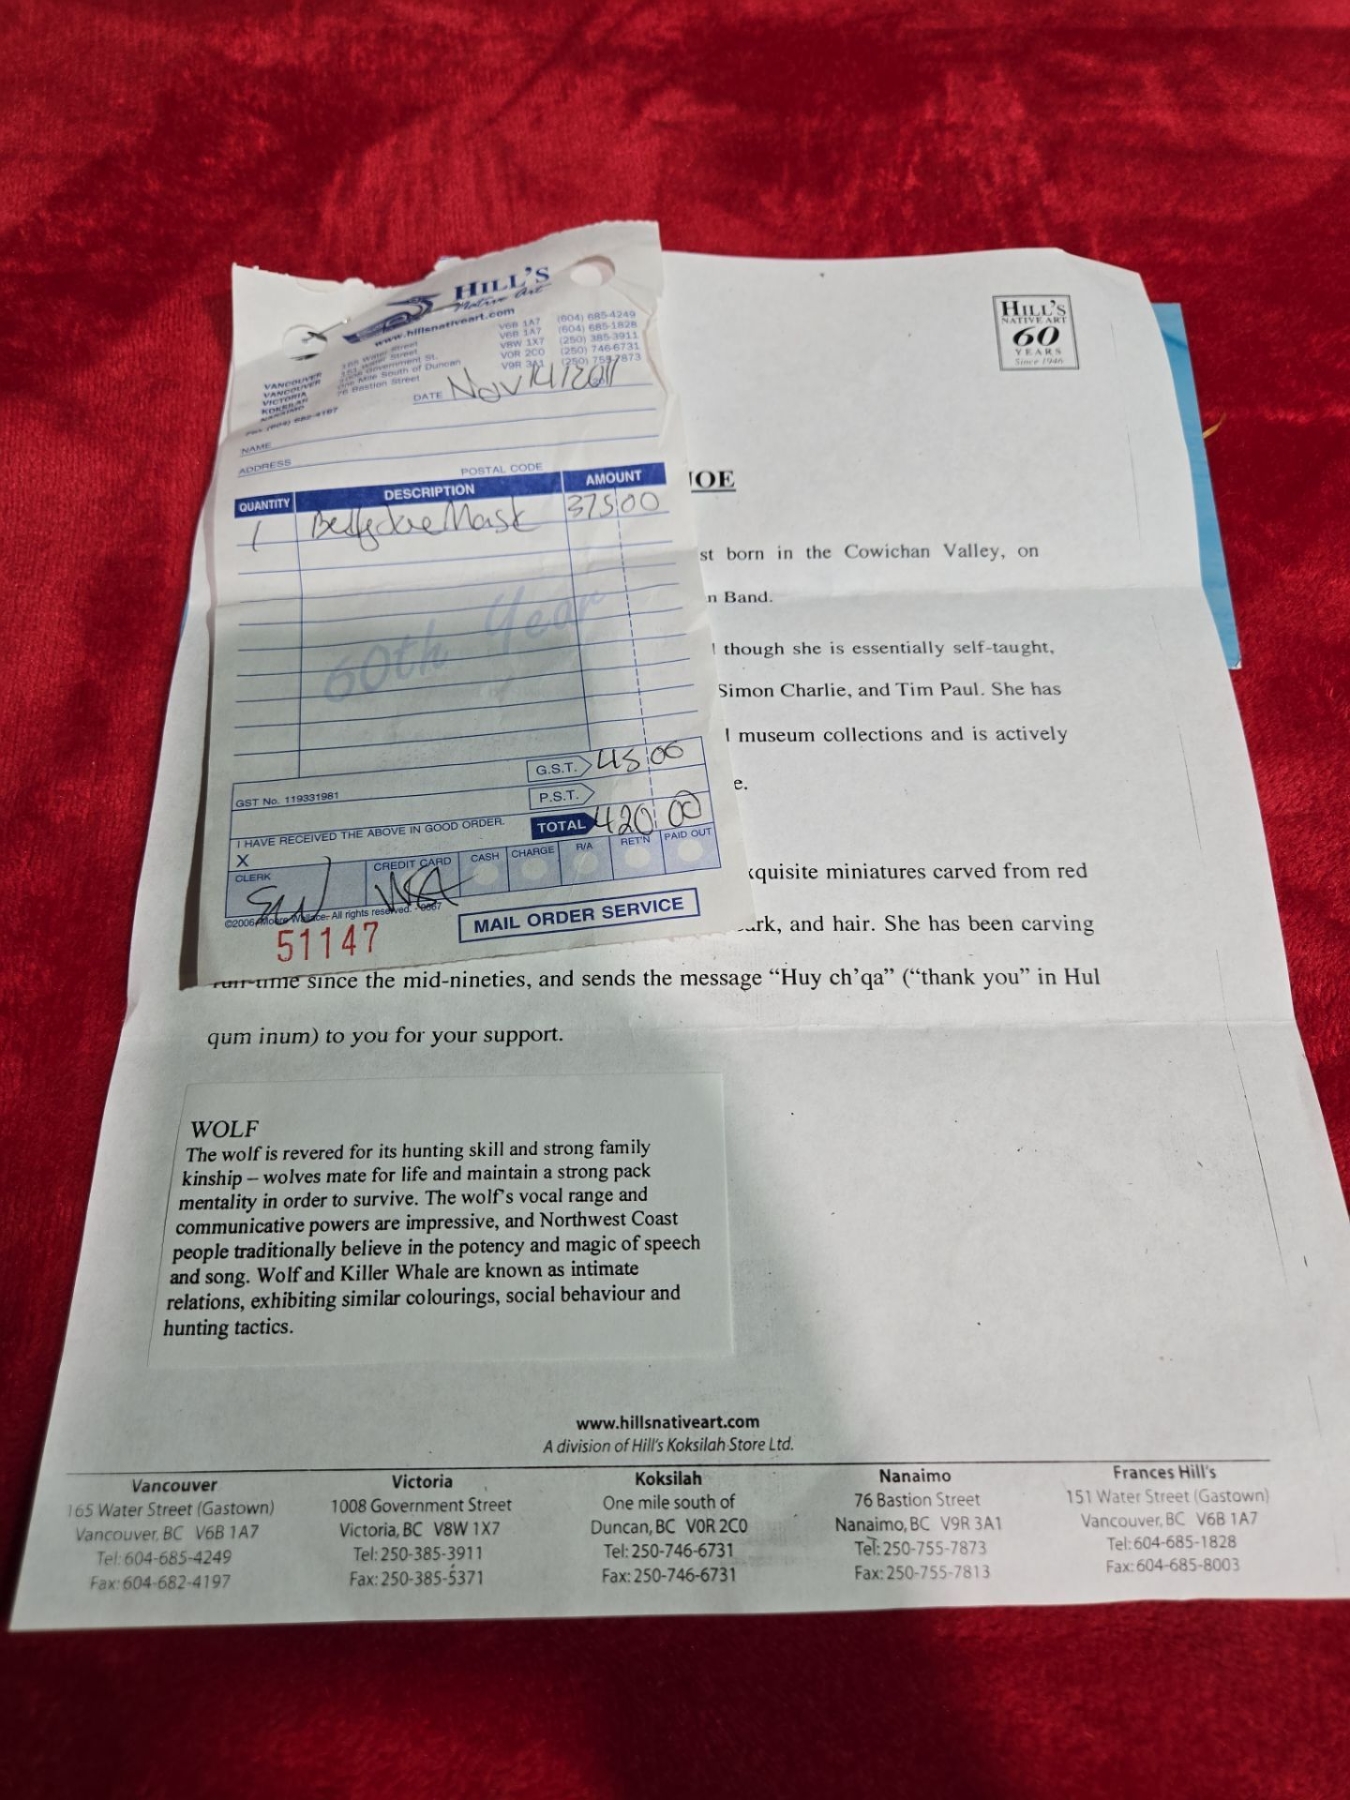 HILL'S
Native Art
www.hillsnativeart.com
VANCOUVER 165 Water Street V6B 1A7 (604) 685-4249
VANCOUVER 151 Water Street V6B 1A7 (604) 685-1828
VICTORIA 1008 Government St. V8W 1X7 (250) 385-3911
KOKSILAH One Mile South of Duncan V0R 2C0 (250) 746-6731
NANAIMO 76 Bastion Street V9R 3A1 (250) 755-7873
DATE Nov 14/2011
NAME
ADDRESS
POSTAL CODE
QUANTITY DESCRIPTION AMOUNT
1 Mask 375 00
60th Year
G.S.T. 45 00
GST No. 119331981
P.S.T.
I HAVE RECEIVED THE ABOVE IN GOOD ORDER.
TOTAL 420 00
X
CLERK CREDIT CARD CASH CHARGE R/A RET'N PAID OUT
VISA
©2006 Moore Wallace. All rights reserved.
51147
MAIL ORDER SERVICE
HILL'S
NATIVE ART
60
YEARS
Since 1946
JOE
st born in the Cowichan Valley, on
n Band.
though she is essentially self-taught,
Simon Charlie, and Tim Paul. She has
museum collections and is actively
e.
xquisite miniatures carved from red
ark, and hair. She has been carving
full-time since the mid-nineties, and sends the message “Huy ch’qa” (“thank you” in Hul
qum inum) to you for your support.
WOLF
The wolf is revered for its hunting skill and strong family
kinship – wolves mate for life and maintain a strong pack
mentality in order to survive. The wolf's vocal range and
communicative powers are impressive, and Northwest Coast
people traditionally believe in the potency and magic of speech
and song. Wolf and Killer Whale are known as intimate
relations, exhibiting similar colourings, social behaviour and
hunting tactics.
www.hillsnativeart.com
A division of Hill's Koksilah Store Ltd.
Vancouver
165 Water Street (Gastown)
Vancouver, BC V6B 1A7
Tel: 604-685-4249
Fax: 604-682-4197
Victoria
1008 Government Street
Victoria, BC V8W 1X7
Tel: 250-385-3911
Fax: 250-385-5371
Koksilah
One mile south of
Duncan, BC V0R 2C0
Tel: 250-746-6731
Fax: 250-746-6731
Nanaimo
76 Bastion Street
Nanaimo, BC V9R 3A1
Tel: 250-755-7873
Fax: 250-755-7813
Frances Hill's
151 Water Street (Gastown)
Vancouver, BC V6B 1A7
Tel: 604-685-1828
Fax: 604-685-8003